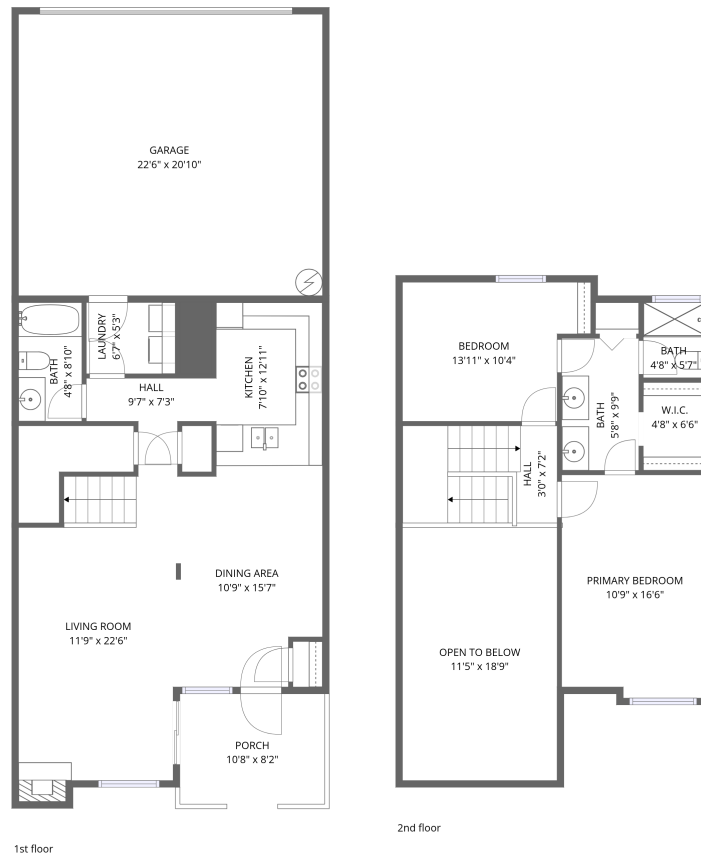 GARAGE
22'6" x 20'10"
LAUNDRY
6'7" x 5'3"
BATH
4'8" x 8'10"
HALL
9'7" x 7'3"
KITCHEN
7'10" x 12'11"
DINING AREA
10'9" x 15'7"
LIVING ROOM
11'9" x 22'6"
PORCH
10'8" x 8'2"
1st floor
BEDROOM
13'11" x 10'4"
BATH
4'8" x 5'7"
BATH
5'8" x 9'9"
W.I.C.
4'8" x 6'6"
HALL
3'0" x 7'2"
PRIMARY BEDROOM
10'9" x 16'6"
OPEN TO BELOW
11'5" x 18'9"
2nd floor